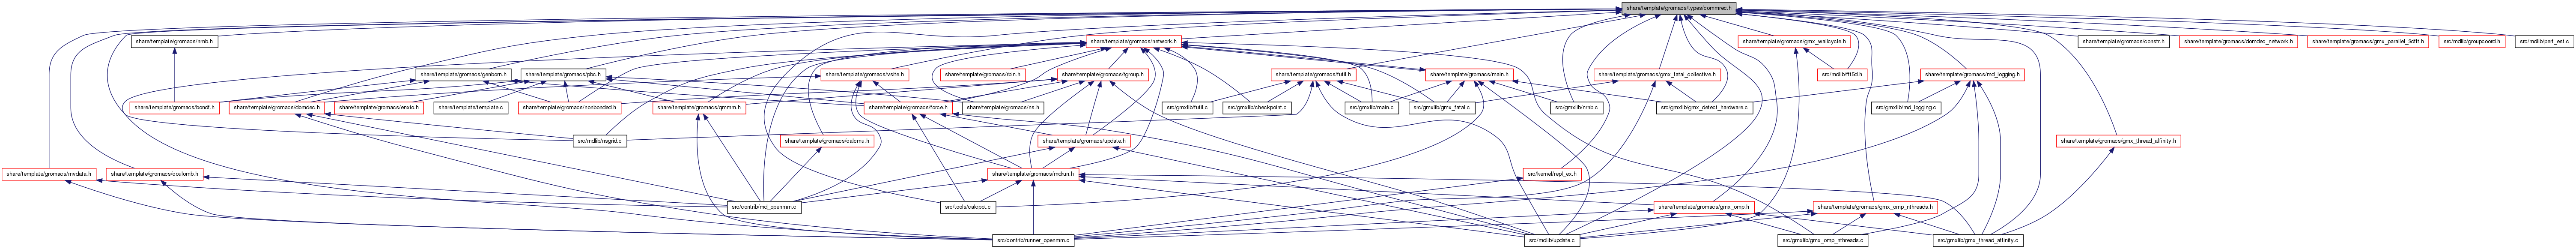 share/template/gromacs/types/commrec.h
share/template/gromacs/nmb.h
share/template/gromacs/network.h
share/template/gromacs/gmx_wallcycle.h
share/template/gromacs/constr.h
share/template/gromacs/domdec_network.h
share/template/gromacs/gmx_parallel_3dfft.h
src/mdlib/groupcoord.h
src/mdlib/perf_est.c
share/template/gromacs/genborn.h
share/template/gromacs/pbc.h
share/template/gromacs/vsite.h
share/template/gromacs/rbin.h
share/template/gromacs/tgroup.h
share/template/gromacs/futil.h
share/template/gromacs/main.h
share/template/gromacs/gmx_fatal_collective.h
src/mdlib/fft5d.h
share/template/gromacs/md_logging.h
share/template/gromacs/bondf.h
share/template/gromacs/domdec.h
share/template/gromacs/enxio.h
share/template/template.c
share/template/gromacs/nonbonded.h
share/template/gromacs/qmmm.h
share/template/gromacs/force.h
share/template/gromacs/ns.h
src/gmxlib/futil.c
src/gmxlib/checkpoint.c
src/gmxlib/main.c
src/gmxlib/gmx_fatal.c
src/gmxlib/nrnb.c
src/gmxlib/gmx_detect_hardware.c
src/gmxlib/md_logging.c
src/mdlib/nsgrid.c
share/template/gromacs/calcmu.h
share/template/gromacs/update.h
share/template/gromacs/gmx_thread_affinity.h
share/template/gromacs/mvdata.h
share/template/gromacs/coulomb.h
share/template/gromacs/mdrun.h
src/kernel/repl_ex.h
src/contrib/md_openmm.c
src/tools/calcpot.c
share/template/gromacs/gmx_omp.h
share/template/gromacs/gmx_omp_nthreads.h
src/contrib/runner_openmm.c
src/mdlib/update.c
src/gmxlib/gmx_omp_nthreads.c
src/gmxlib/gmx_thread_affinity.c